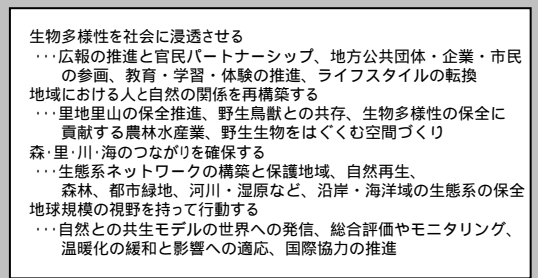 生物多様性を社会に浸透させる
･･･広報の推進と官民パートナーシップ、地方公共団体・企業・市民
の参画、教育・学習・体験の推進、ライフスタイルの転換
地域における人と自然の関係を再構築する
･･･里地里山の保全推進、野生鳥獣との共存、生物多様性の保全に
貢献する農林水産業、野生生物をはぐくむ空間づくり
森･里･川･海のつながりを確保する
･･･生態系ネットワークの構築と保護地域、自然再生、
森林、都市緑地、河川・湿原など、沿岸・海洋域の生態系の保全
地球規模の視野を持って行動する
･･･自然との共生モデルの世界への発信、総合評価やモニタリング、
温暖化の緩和と影響への適応、国際協力の推進